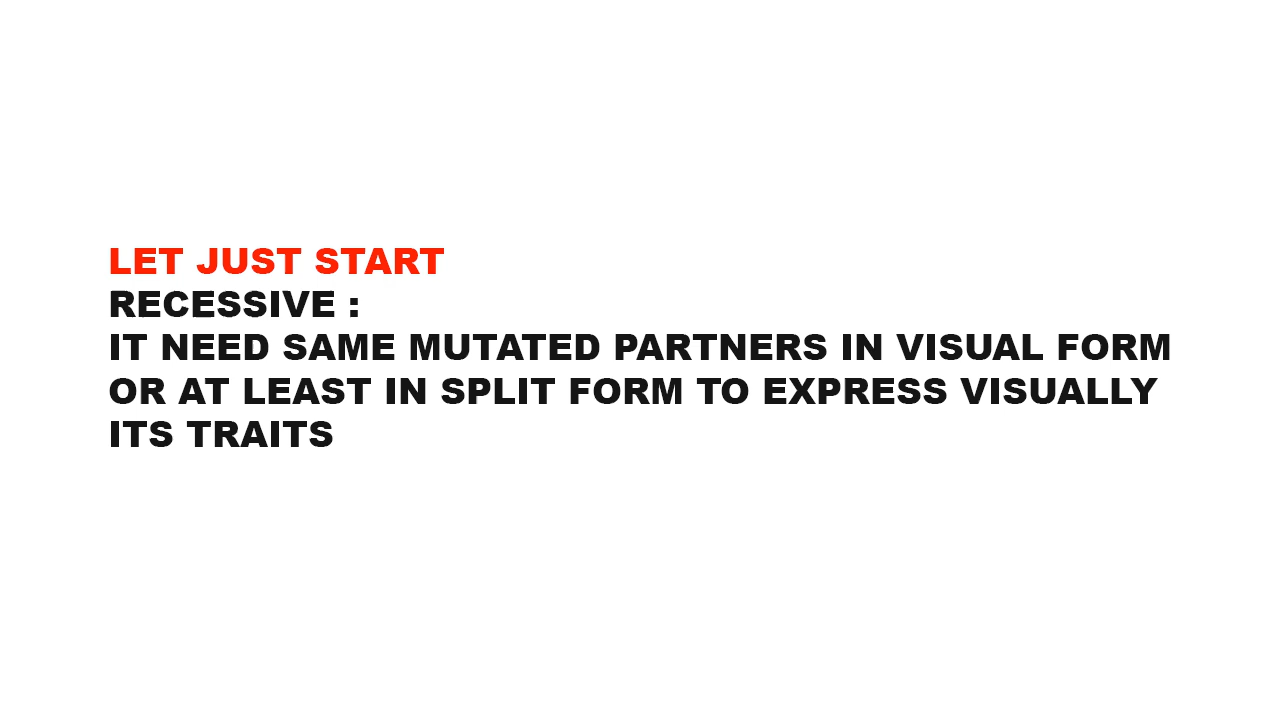 LET JUST START
RECESSIVE :
IT NEED SAME MUTATED PARTNERS IN VISUAL FORM
OR AT LEAST IN SPLIT FORM TO EXPRESS VISUALLY
ITS TRAITS